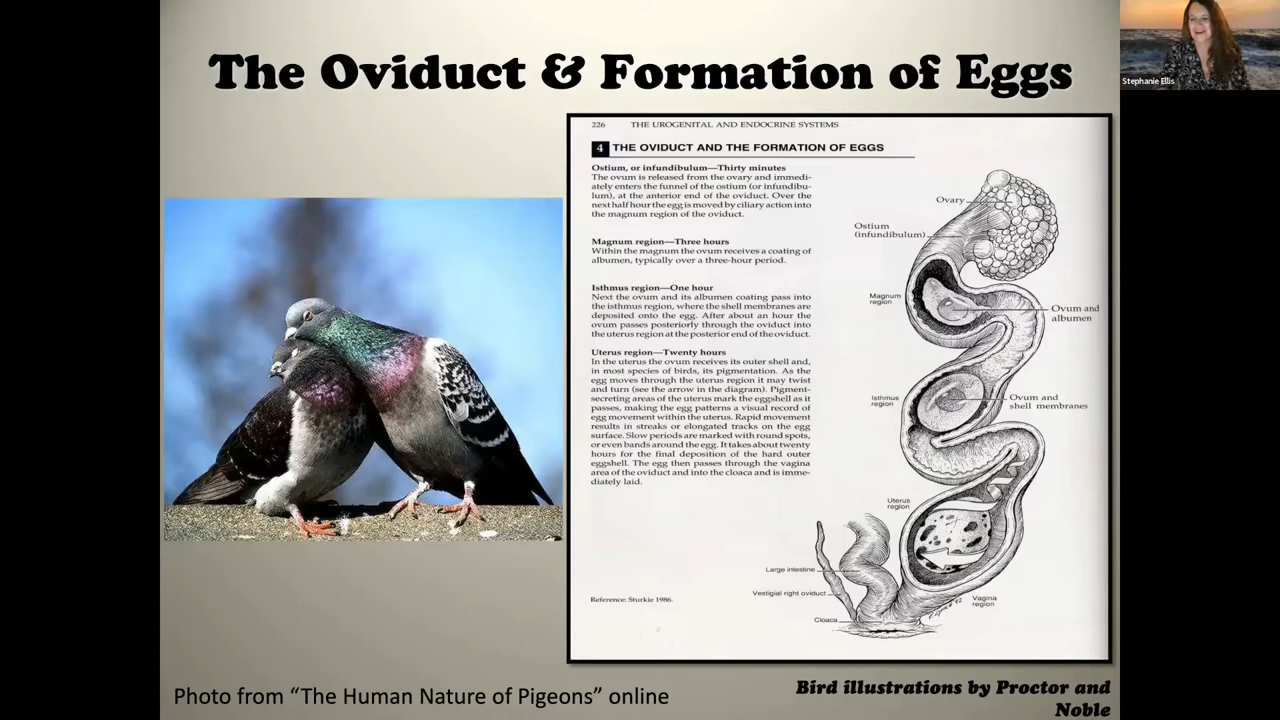 The Oviduct & Formation of Eggs
Stephanie Ellis
226 THE UROGENITAL AND ENDOCRINE SYSTEMS
4 THE OVIDUCT AND THE FORMATION OF EGGS
Ostium, or infundibulum—Thirty minutes
The ovum is released from the ovary and immedi-
ately enters the funnel of the ostium (or infundibu-
lum), at the anterior end of the oviduct. Over the
next half hour the egg is moved by ciliary action into
the magnum region of the oviduct.
Magnum region—Three hours
Within the magnum the ovum receives a coating of
albumen, typically over a three-hour period.
Isthmus region—One hour
Next the ovum and its albumen coating pass into
the isthmus region, where the shell membranes are
deposited onto the egg. After about an hour the
ovum passes posteriorly through the oviduct into
the uterus region at the posterior end of the oviduct.
Uterus region—Twenty hours
In the uterus the ovum receives its outer shell and,
in most species of birds, its pigmentation. As the
egg moves through the uterus region it may twist
and turn (see the arrow in the diagram). Pigment-
secreting areas of the uterus mark the eggshell as it
passes, making the egg patterns a visual record of
egg movement within the uterus. Rapid movement
results in streaks or elongated tracks on the egg
surface. Slow periods are marked with round spots,
or even bands around the egg. It takes about twenty
hours for the final deposition of the hard outer
eggshell. The egg then passes through the vagina
area of the oviduct and into the cloaca and is imme-
diately laid.
Reference: Sturkie 1986.
Ovary
Ostium
(infundibulum)
Magnum
region
Ovum and
albumen
Isthmus
region
Ovum and
shell membranes
Uterus
region
Large intestine
Vestigial right oviduct
Vagina
region
Cloaca
Photo from “The Human Nature of Pigeons” online
Bird illustrations by Proctor and
Noble